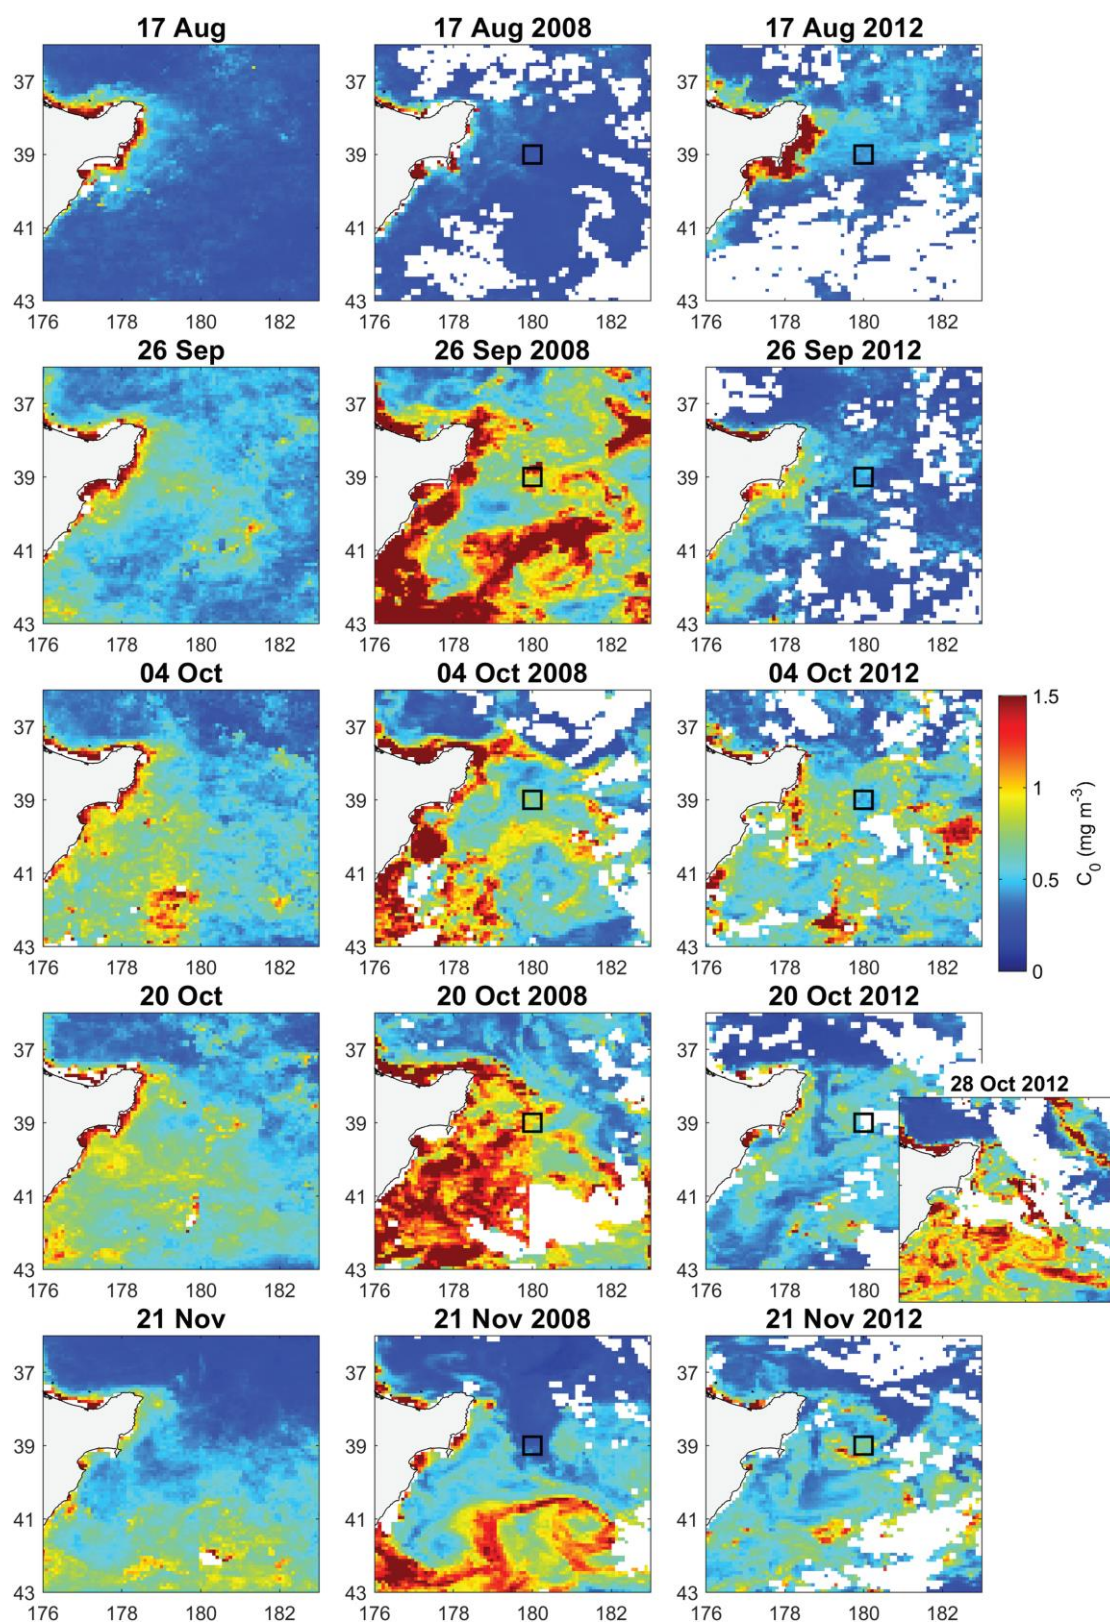 17 Aug 17 Aug 2008 17 Aug 2012
37 37 37
39 39 39
41 41 41
43 43 43
176 178 180 182 176 178 180 182 176 178 180 182
26 Sep 26 Sep 2008 26 Sep 2012
37 37 37
39 39 39
41 41 41
43 43 43
176 178 180 182 176 178 180 182 176 178 180 182
04 Oct 04 Oct 2008 04 Oct 2012
37 37 37
39 39 39
41 41 41
43 43 43
176 178 180 182 176 178 180 182 176 178 180 182
1.5
1
0.5
0
C₀ (mg m⁻³)
20 Oct 20 Oct 2008 20 Oct 2012
28 Oct 2012
37 37 37
39 39 39
41 41 41
43 43 43
176 178 180 182 176 178 180 182 176 178 180 182
21 Nov 21 Nov 2008 21 Nov 2012
37 37 37
39 39 39
41 41 41
43 43 43
176 178 180 182 176 178 180 182 176 178 180 182